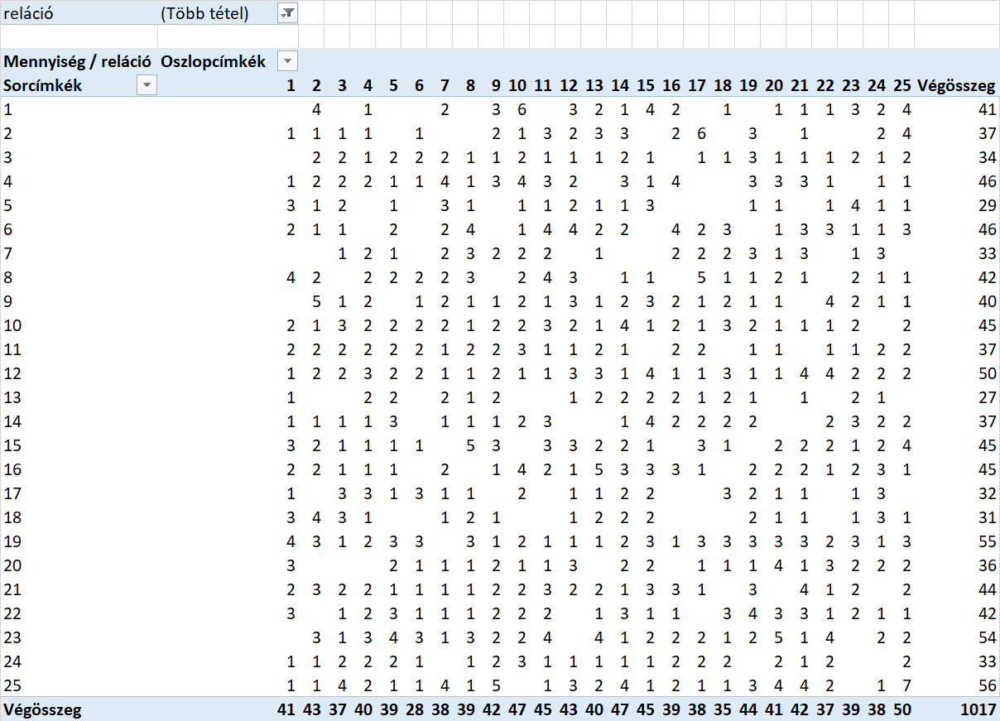 reláció (Több tétel)
Mennyiség / reláció Oszlopcímkék
Sorcímkék 1 2 3 4 5 6 7 8 9 10 11 12 13 14 15 16 17 18 19 20 21 22 23 24 25 Végösszeg
1 4 1 2 3 6 3 2 1 4 2 1 1 1 1 3 2 4 41
2 1 1 1 1 1 2 1 3 2 3 3 2 6 3 1 2 4 37
3 2 2 1 2 2 2 1 1 2 1 1 1 2 1 1 1 3 1 1 1 2 1 2 34
4 1 2 2 2 1 1 4 1 3 4 3 2 3 1 4 3 3 3 1 1 1 46
5 3 1 2 1 3 1 1 1 2 1 1 3 1 1 1 4 1 1 29
6 2 1 1 2 2 4 1 4 4 2 2 4 2 3 1 3 3 1 1 3 46
7 1 2 1 2 3 2 2 2 1 2 2 2 3 1 3 1 3 33
8 4 2 2 2 2 2 3 2 4 3 1 1 5 1 1 2 1 2 1 1 42
9 5 1 2 1 2 1 1 2 1 3 1 2 3 2 1 2 1 1 4 2 1 1 40
10 2 1 3 2 2 2 2 1 2 2 3 2 1 4 1 2 1 3 2 1 1 1 2 2 45
11 2 2 2 2 2 2 1 2 2 3 1 1 2 1 2 2 1 1 1 1 2 2 37
12 1 2 2 3 2 2 1 1 2 1 1 3 3 1 4 1 1 3 1 1 4 4 2 2 2 50
13 1 2 2 2 1 2 1 2 2 2 2 1 2 1 1 2 1 27
14 1 1 1 1 3 1 1 1 2 3 1 4 2 2 2 2 2 3 2 2 37
15 3 2 1 1 1 1 5 3 3 3 2 2 1 3 1 2 2 2 1 2 4 45
16 2 2 1 1 1 2 1 4 2 1 5 3 3 3 1 2 2 2 1 2 3 1 45
17 1 3 3 1 3 1 1 2 1 1 2 2 3 2 1 1 1 3 32
18 3 4 3 1 1 2 1 1 2 2 2 2 1 1 1 3 1 31
19 4 3 1 2 3 3 3 1 2 1 1 1 2 3 1 3 3 3 3 3 2 3 1 3 55
20 3 2 1 1 1 2 1 1 3 2 2 1 1 1 4 1 3 2 2 2 36
21 2 3 2 2 1 1 1 1 2 2 3 2 2 1 3 3 1 3 4 1 2 2 44
22 3 1 2 3 1 1 1 2 2 2 1 3 1 1 3 4 3 3 1 2 1 1 42
23 3 1 3 4 3 1 3 2 2 4 4 1 2 2 2 1 2 5 1 4 2 2 54
24 1 1 2 2 2 1 1 2 3 1 1 1 1 1 2 2 2 2 1 2 2 33
25 1 1 4 2 1 1 4 1 5 1 3 2 4 1 2 1 1 3 4 4 2 1 7 56
Végösszeg 41 43 37 40 39 28 38 39 42 47 45 43 40 47 45 39 38 35 44 41 42 37 39 38 50 1017